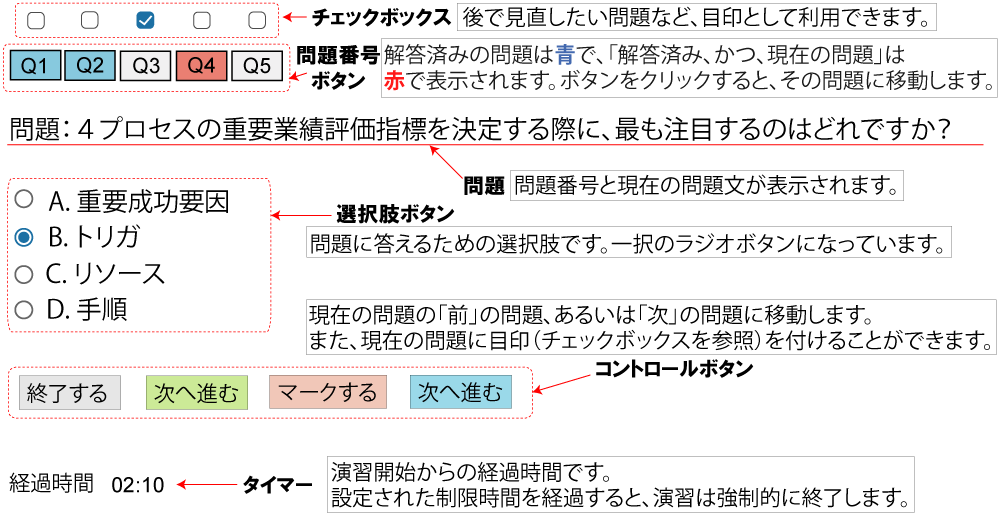 チェックボックス
後で見直したい問題など、目印として利用できます。
Q1 Q2 Q3 Q4 Q5
問題番号
ボタン
解答済みの問題は青で、「解答済み、かつ、現在の問題」は
赤で表示されます。ボタンをクリックすると、その問題に移動します。
問題：４プロセスの重要業績評価指標を決定する際に、最も注目するのはどれですか？
問題
問題番号と現在の問題文が表示されます。
A. 重要成功要因
B. トリガ
C. リソース
D. 手順
選択肢ボタン
問題に答えるための選択肢です。一択のラジオボタンになっています。
現在の問題の「前」の問題、あるいは「次」の問題に移動します。
また、現在の問題に目印（チェックボックスを参照）を付けることができます。
コントロールボタン
終了する 次へ進む マークする 次へ進む
経過時間 02:10
タイマー
演習開始からの経過時間です。
設定された制限時間を経過すると、演習は強制的に終了します。